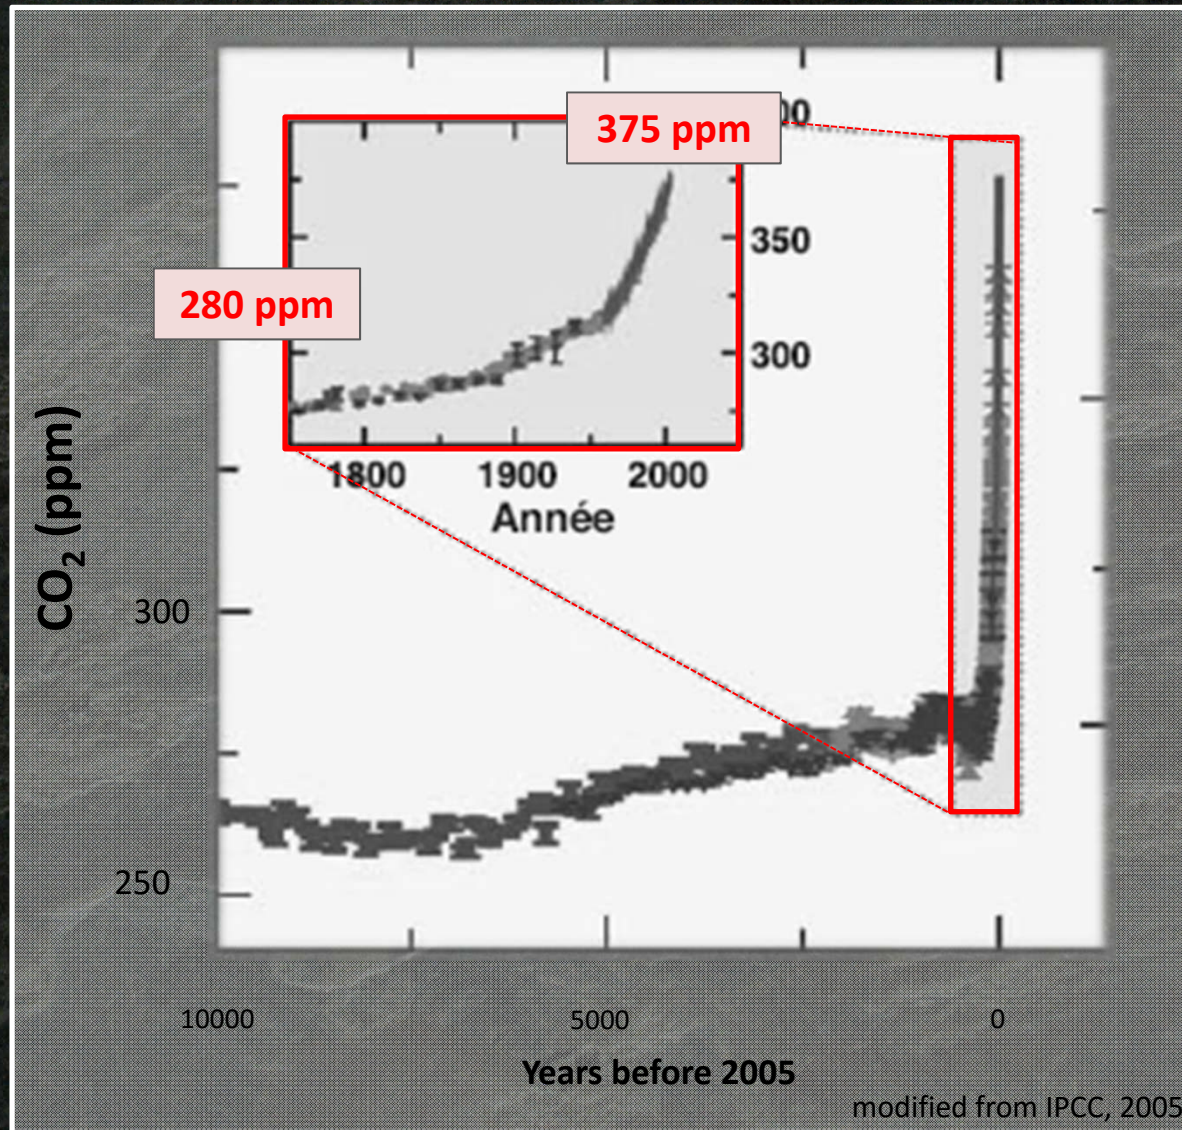 375 ppm
00
350
280 ppm
300
1800 1900 2000
Année
CO₂ (ppm)
300
250
10000 5000 0
Years before 2005
modified from IPCC, 2005